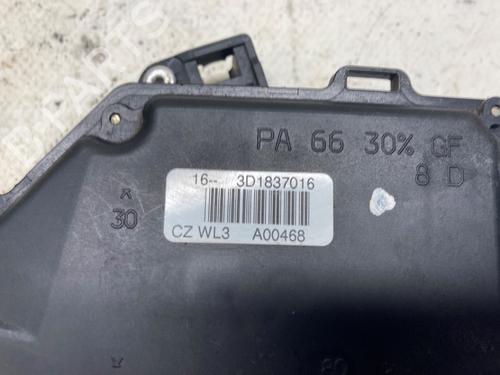 PA 66 30% GF
8 D
16-- 3D1837016
30
CZ WL3 A00468